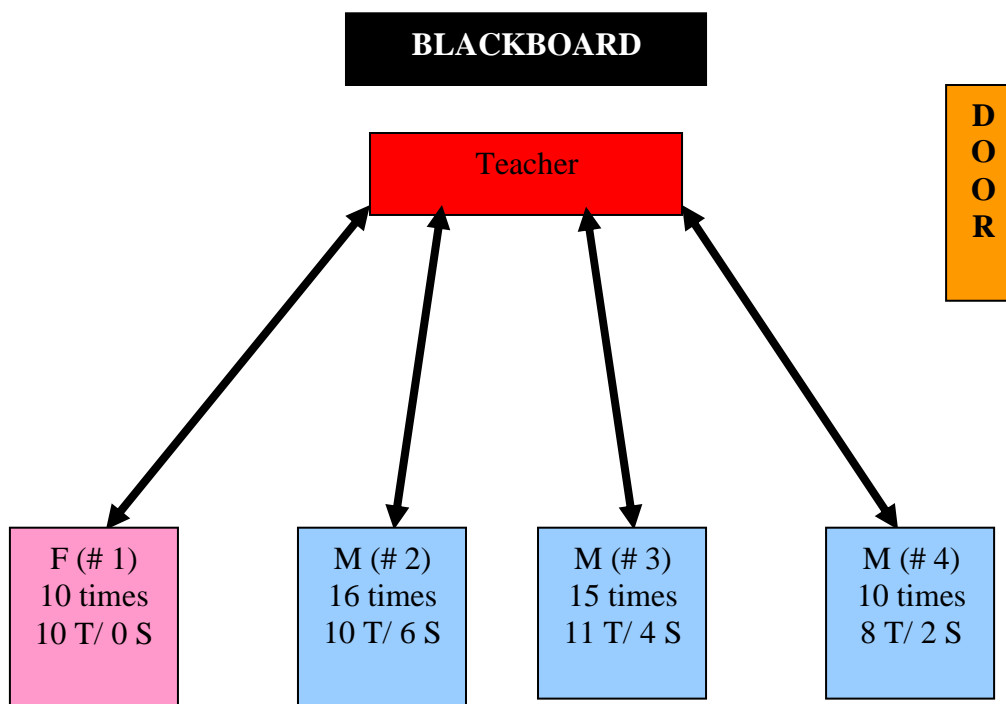 BLACKBOARD
D
O
O
R
Teacher
F (# 1)
10 times
10 T/ 0 S
M (# 2)
16 times
10 T/ 6 S
M (# 3)
15 times
11 T/ 4 S
M (# 4)
10 times
8 T/ 2 S